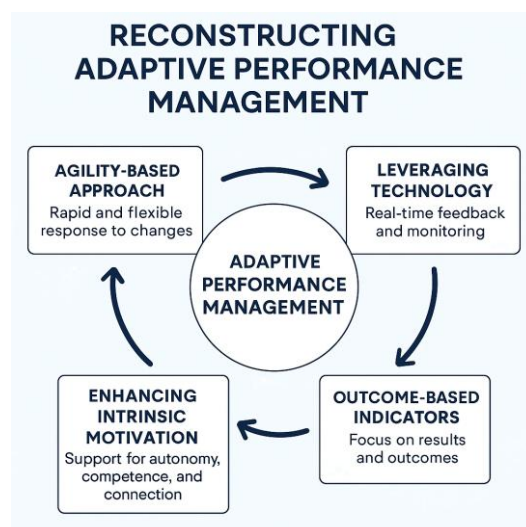 RECONSTRUCTING
ADAPTIVE PERFORMANCE
MANAGEMENT
AGILITY-BASED
APPROACH
Rapid and flexible
response to changes
LEVERAGING
TECHNOLOGY
Real-time feedback
and monitoring
ADAPTIVE
PERFORMANCE
MANAGEMENT
OUTCOME-BASED
INDICATORS
Focus on results
and outcomes
ENHANCING
INTRINSIC
MOTIVATION
Support for autonomy,
competence, and
connection